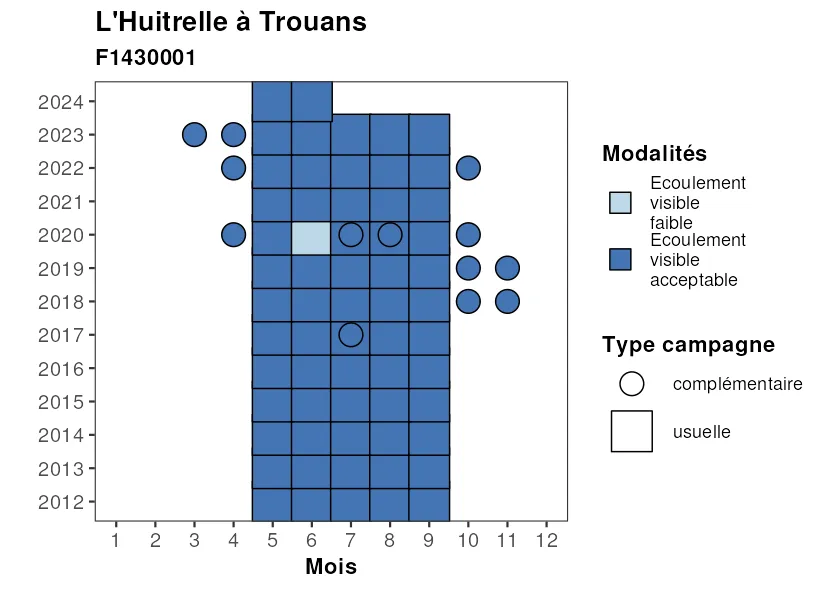 L'Huitrelle à Trouans
F1430001
2024
2023
2022
2021
2020
2019
2018
2017
2016
2015
2014
2013
2012
1 2 3 4 5 6 7 8 9 10 11 12
Mois
Modalités
Ecoulement
visible
faible
Ecoulement
visible
acceptable
Type campagne
complémentaire
usuelle